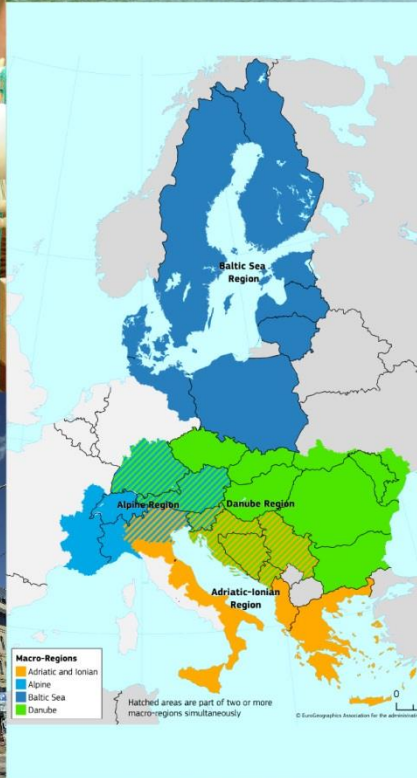 Baltic Sea
Region
Alpine Region
Danube Region
Adriatic-Ionian
Region
Macro-Regions
Adriatic and Ionian
Alpine
Baltic Sea
Danube
Hatched areas are part of two or more
macro-regions simultaneously
0
© EuroGeographics Association for the administrati